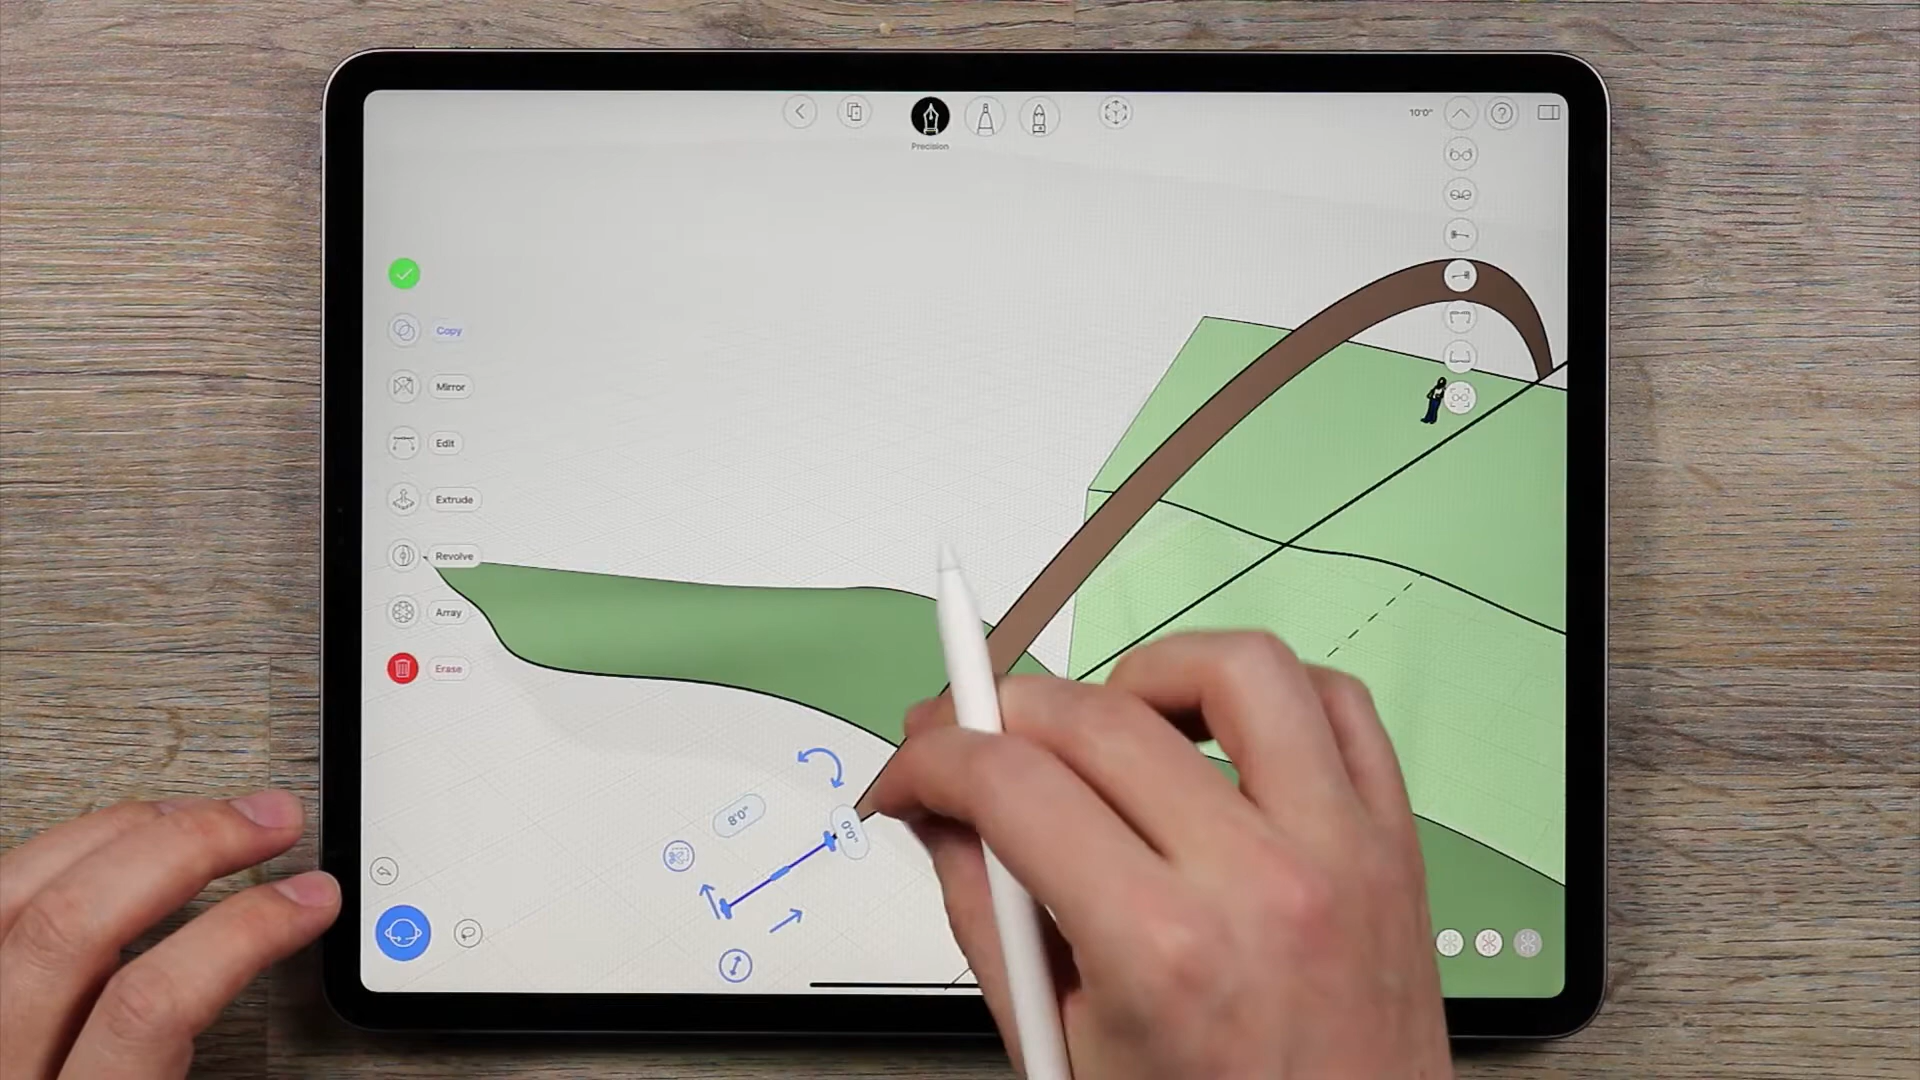 Precision
10'0"
?
Copy
Mirror
Edit
Extrude
Revolve
Array
Erase
8'0"
0'0"